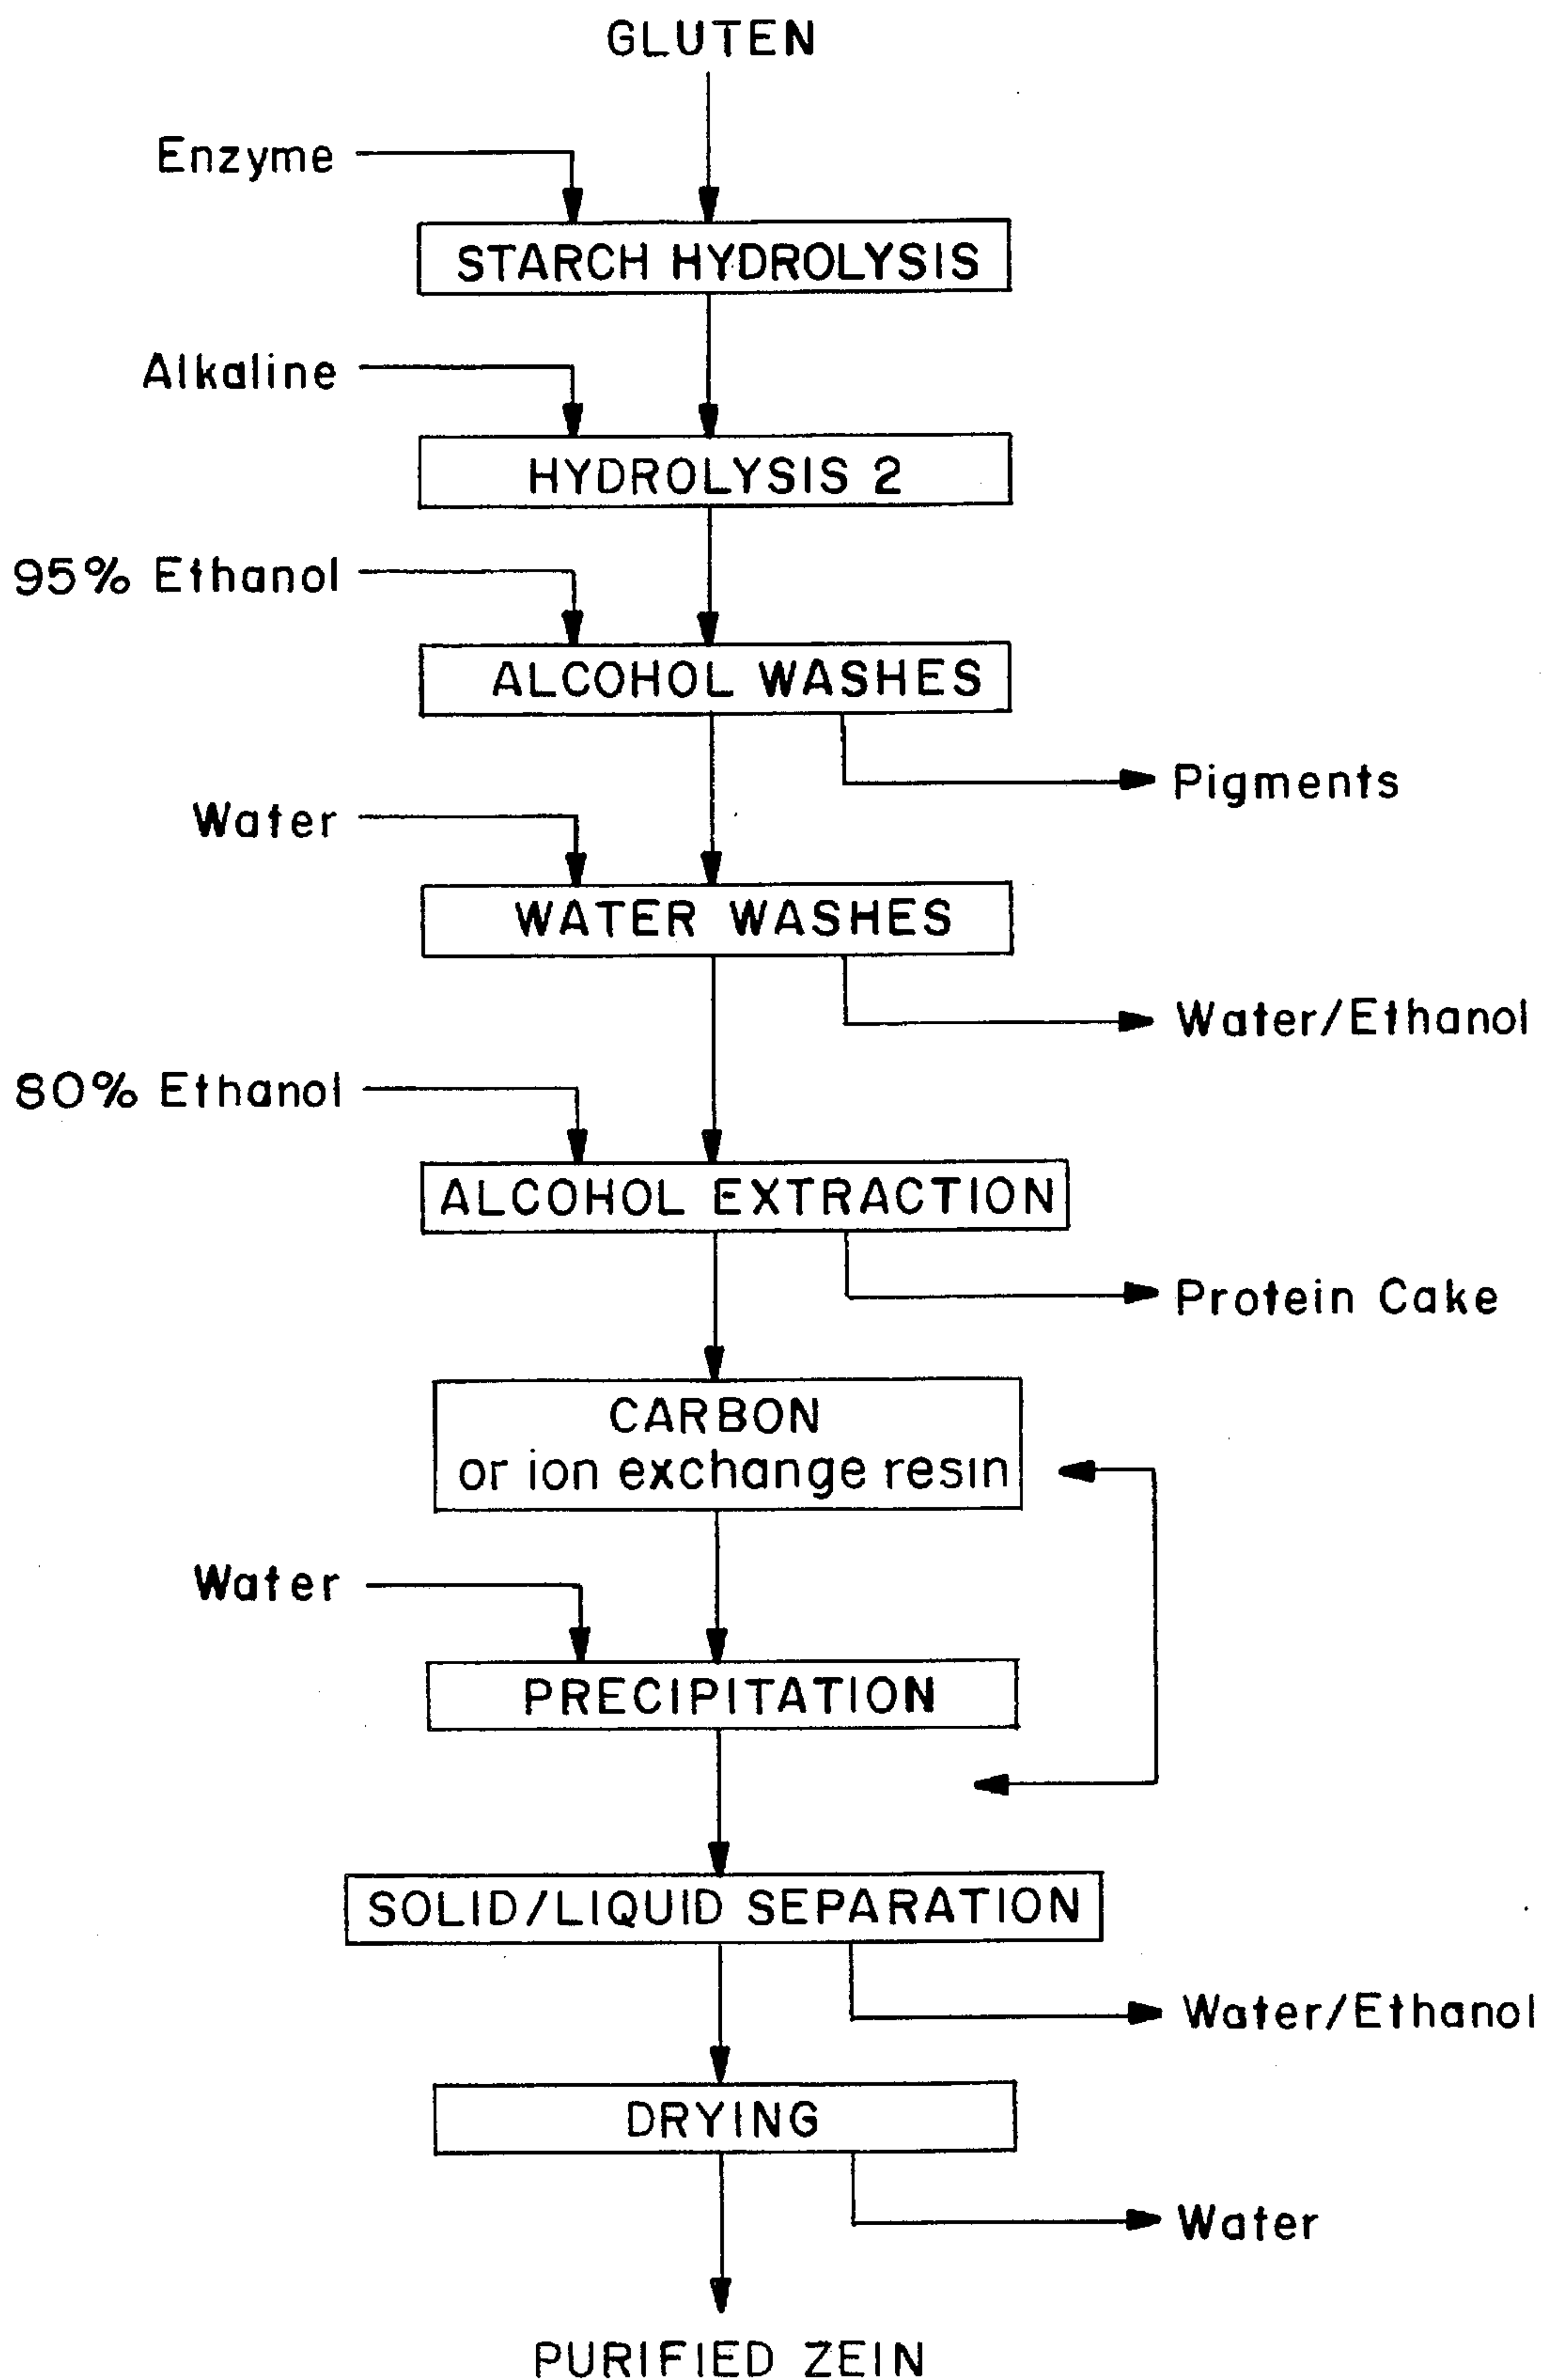 GLUTEN
Enzyme
STARCH HYDROLYSIS
Alkaline
HYDROLYSIS 2
95% Ethanol
ALCOHOL WASHES
Pigments
Water
WATER WASHES
Water/Ethanol
80% Ethanol
ALCOHOL EXTRACTION
Protein Cake
CARBON
or ion exchange resin
Water
PRECIPITATION
SOLID/LIQUID SEPARATION
Water/Ethanol
DRYING
Water
PURIFIED ZEIN